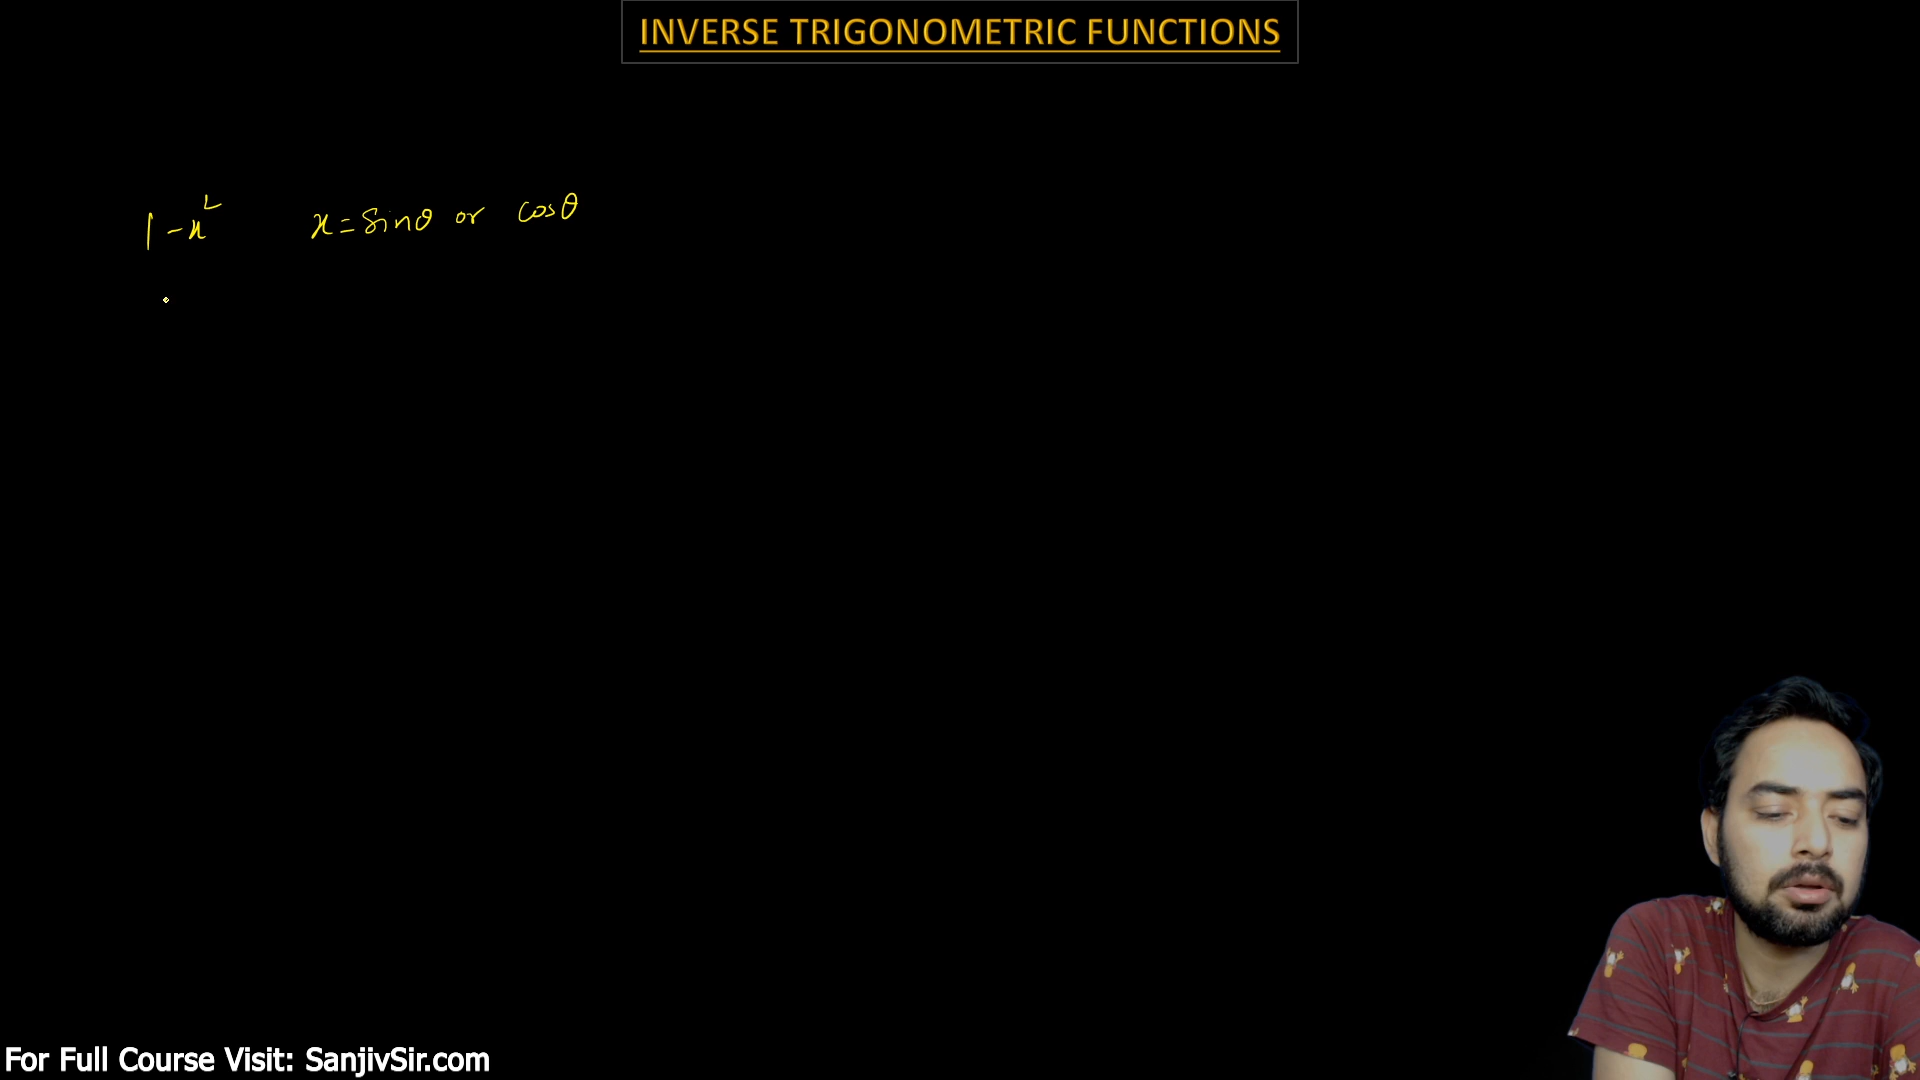 INVERSE TRIGONOMETRIC FUNCTIONS
1-x² x=sinθ or cosθ
For Full Course Visit: SanjivSir.com